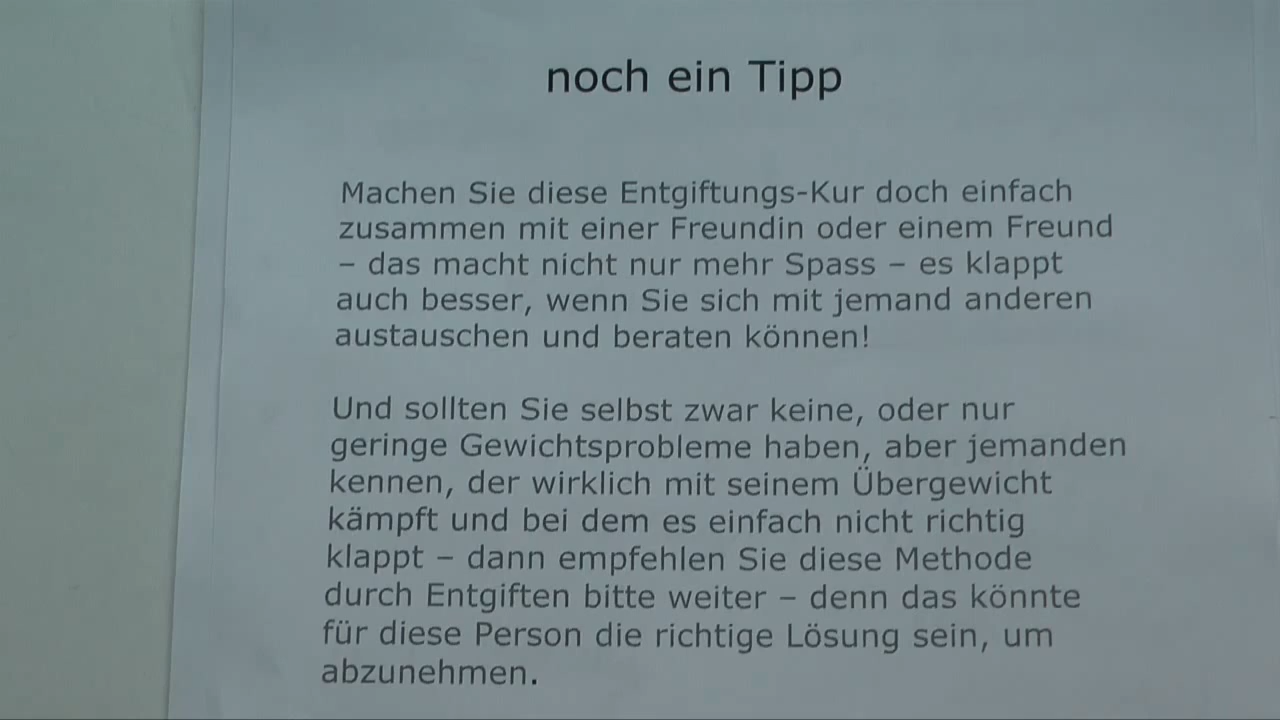 noch ein Tipp
Machen Sie diese Entgiftungs-Kur doch einfach
zusammen mit einer Freundin oder einem Freund
– das macht nicht nur mehr Spass – es klappt
auch besser, wenn Sie sich mit jemand anderen
austauschen und beraten können!
Und sollten Sie selbst zwar keine, oder nur
geringe Gewichtsprobleme haben, aber jemanden
kennen, der wirklich mit seinem Übergewicht
kämpft und bei dem es einfach nicht richtig
klappt – dann empfehlen Sie diese Methode
durch Entgiften bitte weiter – denn das könnte
für diese Person die richtige Lösung sein, um
abzunehmen.